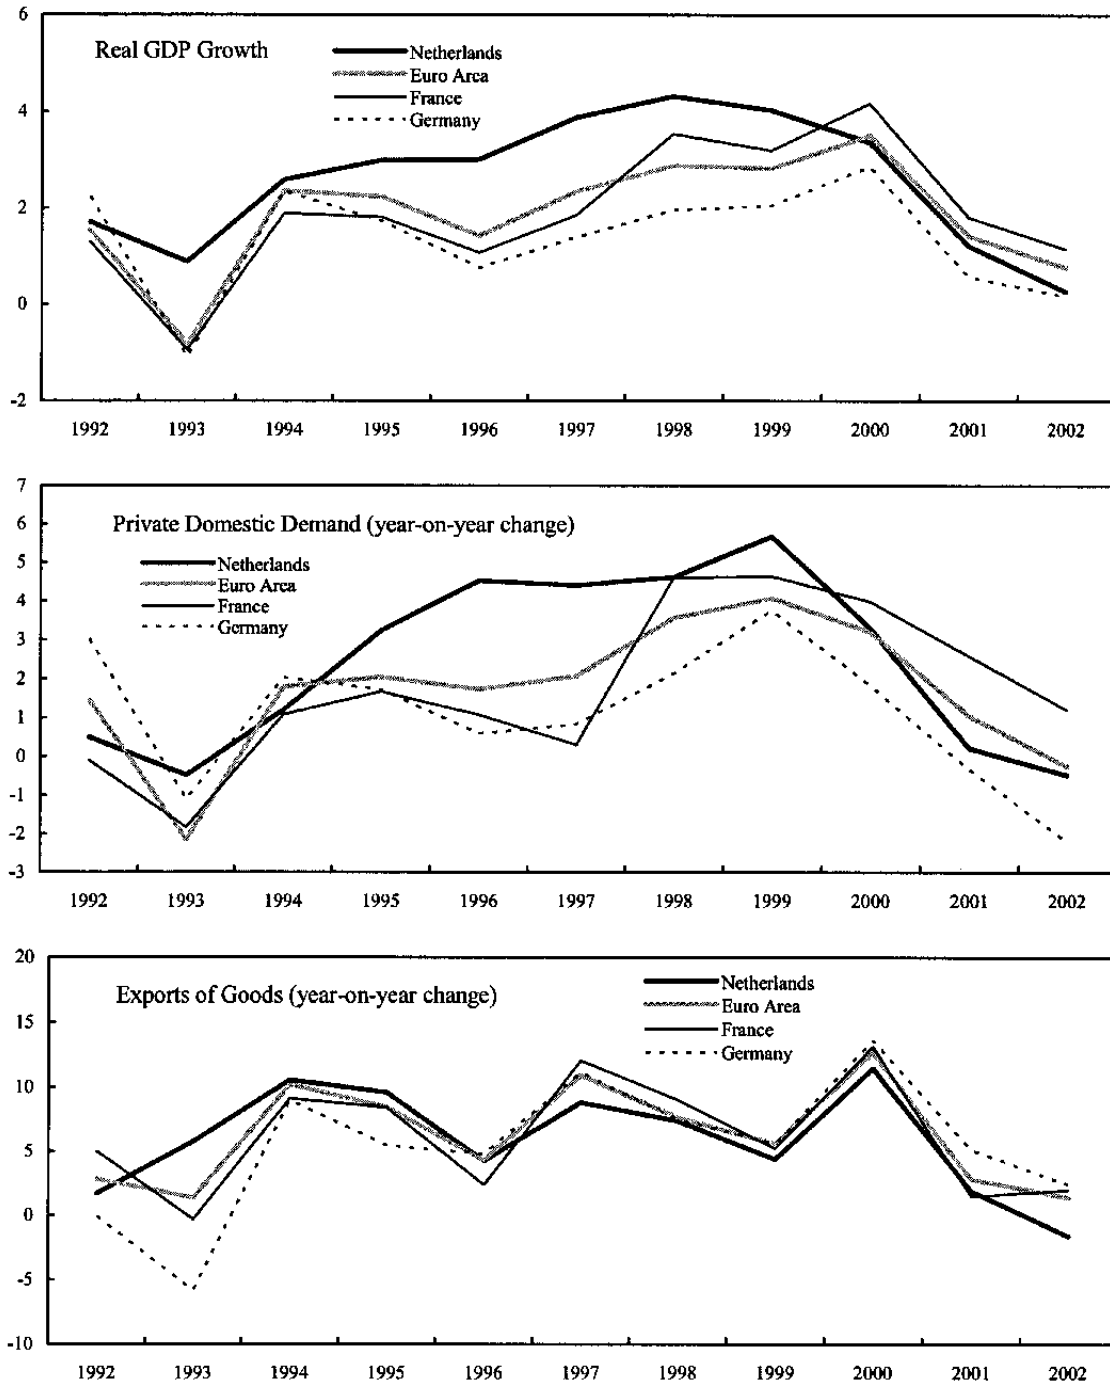 6
Real GDP Growth
Netherlands
Euro Area
France
Germany
4
2
0
-2
1992 1993 1994 1995 1996 1997 1998 1999 2000 2001 2002
7
Private Domestic Demand (year-on-year change)
6
Netherlands
5
Euro Area
4
France
Germany
3
2
1
0
-1
-2
-3
1992 1993 1994 1995 1996 1997 1998 1999 2000 2001 2002
20
Exports of Goods (year-on-year change)
Netherlands
Euro Area
France
Germany
15
10
5
0
-5
-10
1992 1993 1994 1995 1996 1997 1998 1999 2000 2001 2002